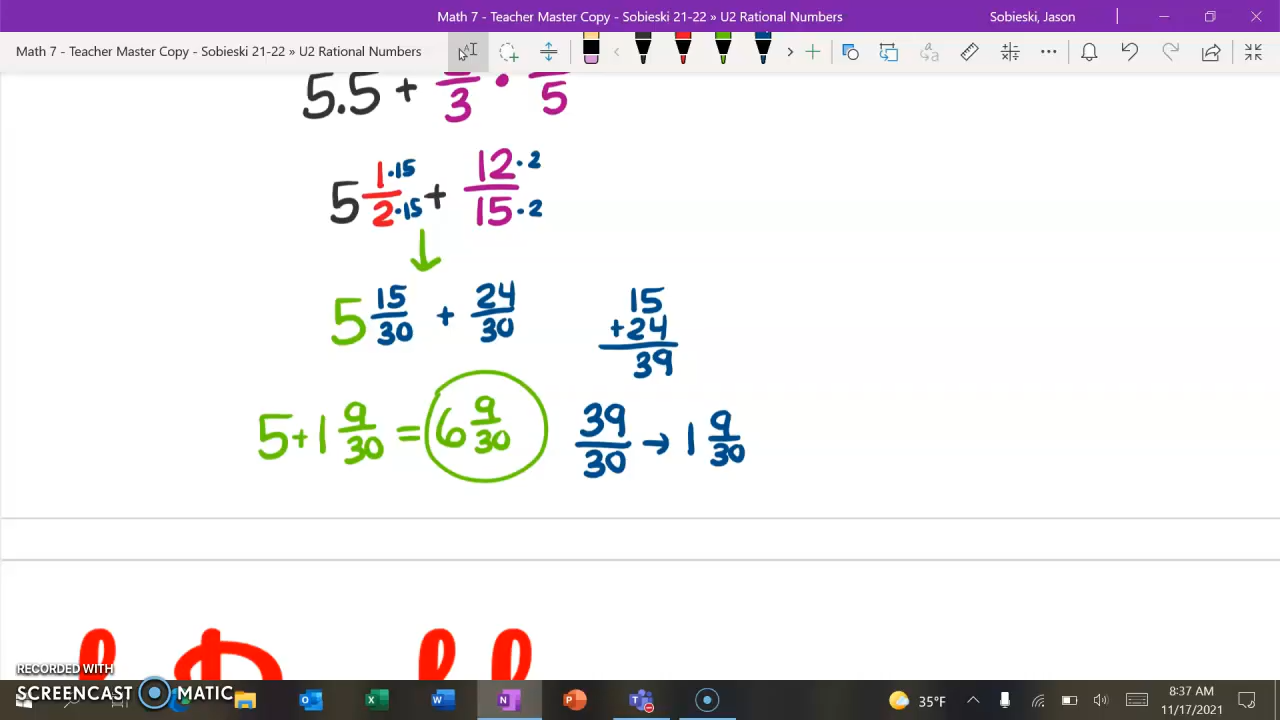 Math 7 - Teacher Master Copy - Sobieski 21-22 » U2 Rational Numbers
Sobieski, Jason
Math 7 - Teacher Master Copy - Sobieski 21-22 » U2 Rational Numbers
5.5 + /3 • /5
5 1·15/2·15 + 12·2/15·2
↓
5 15/30 + 24/30
15
+24
39
5+1 9/30 = 6 9/30
39/30 → 1 9/30
RECORDED WITH
SCREENCAST MATIC
35°F
8:37 AM
11/17/2021